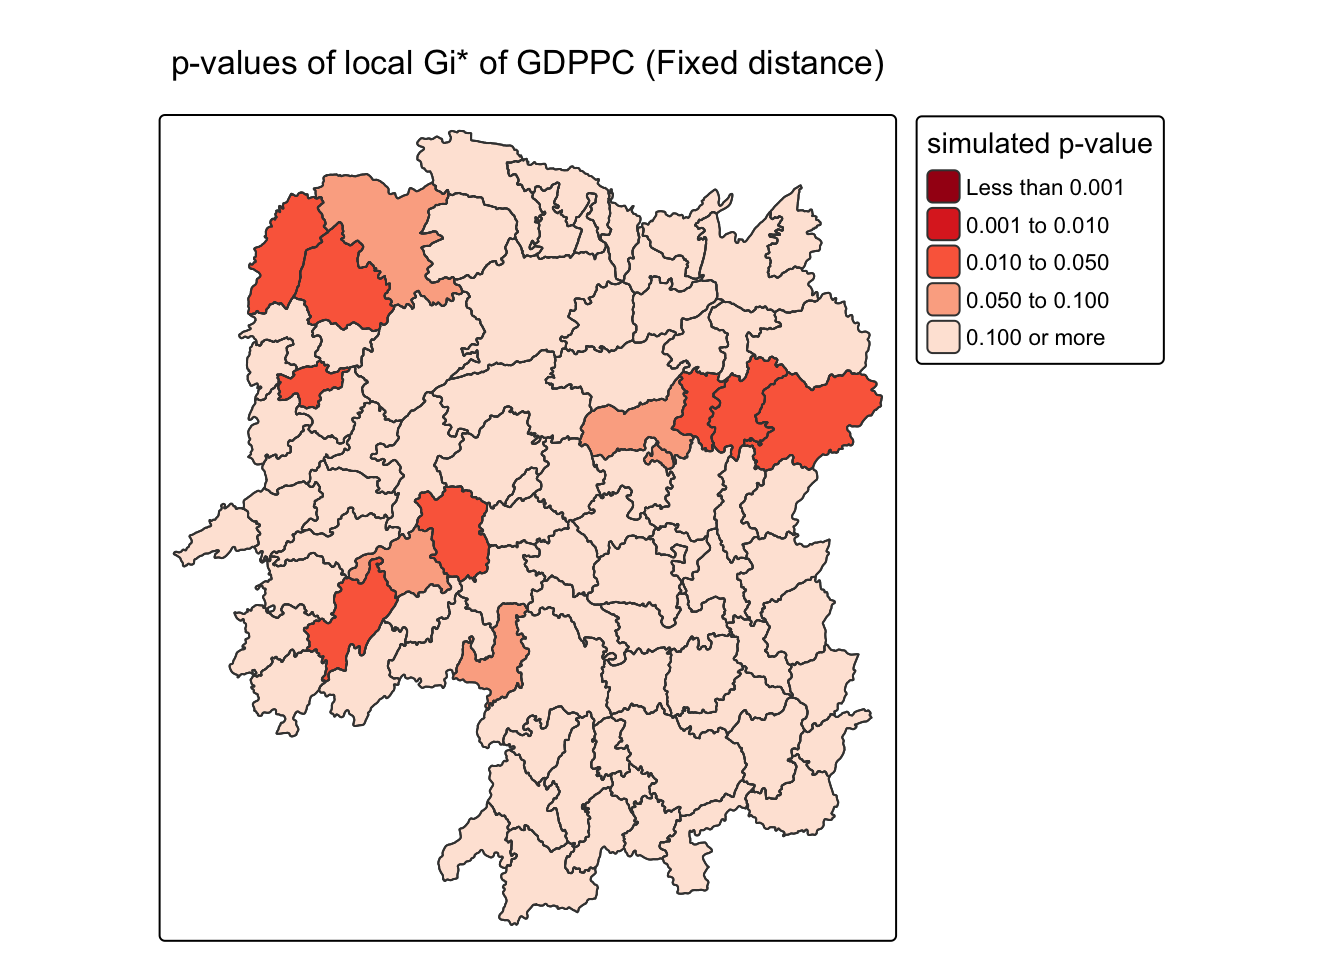 p-values of local Gi* of GDPPC (Fixed distance)
simulated p-value
Less than 0.001
0.001 to 0.010
0.010 to 0.050
0.050 to 0.100
0.100 or more